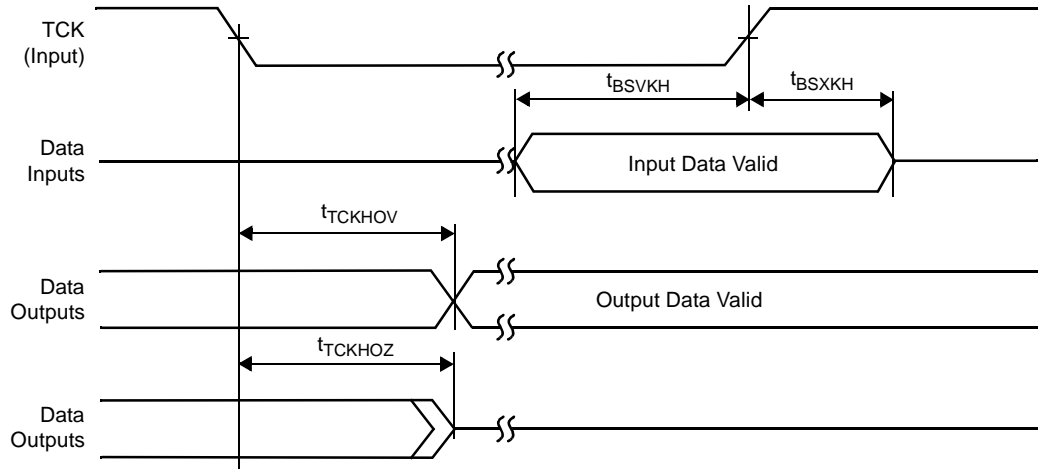 TCK
(Input)
tBSVKH
tBSXKH
Data
Inputs
Input Data Valid
tTCKHOV
Data
Outputs
Output Data Valid
tTCKHOZ
Data
Outputs